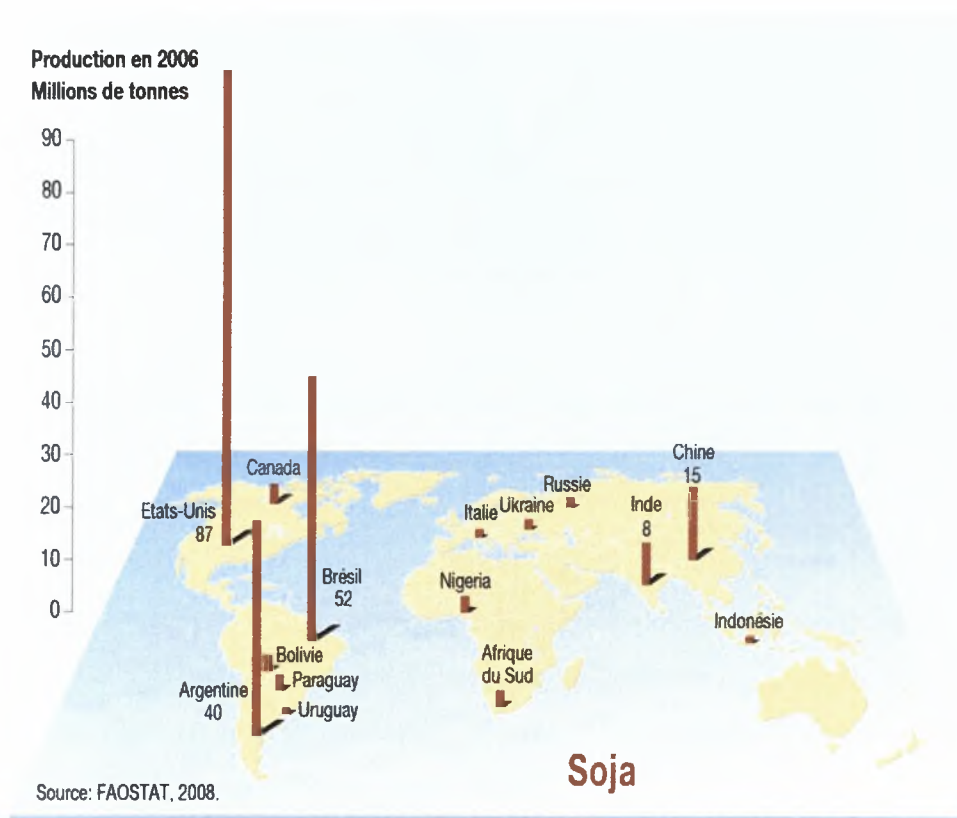 Production en 2006
Millions de tonnes
90
80
70
60
50
40
30
20
10
0
Canada
Etats-Unis
87
Brésil
52
Bolivie
Paraguay
Argentine
40
Uruguay
Italie
Ukraine
Russie
Nigeria
Afrique
du Sud
Inde
8
Chine
15
Indonésie
Soja
Source: FAOSTAT, 2008.